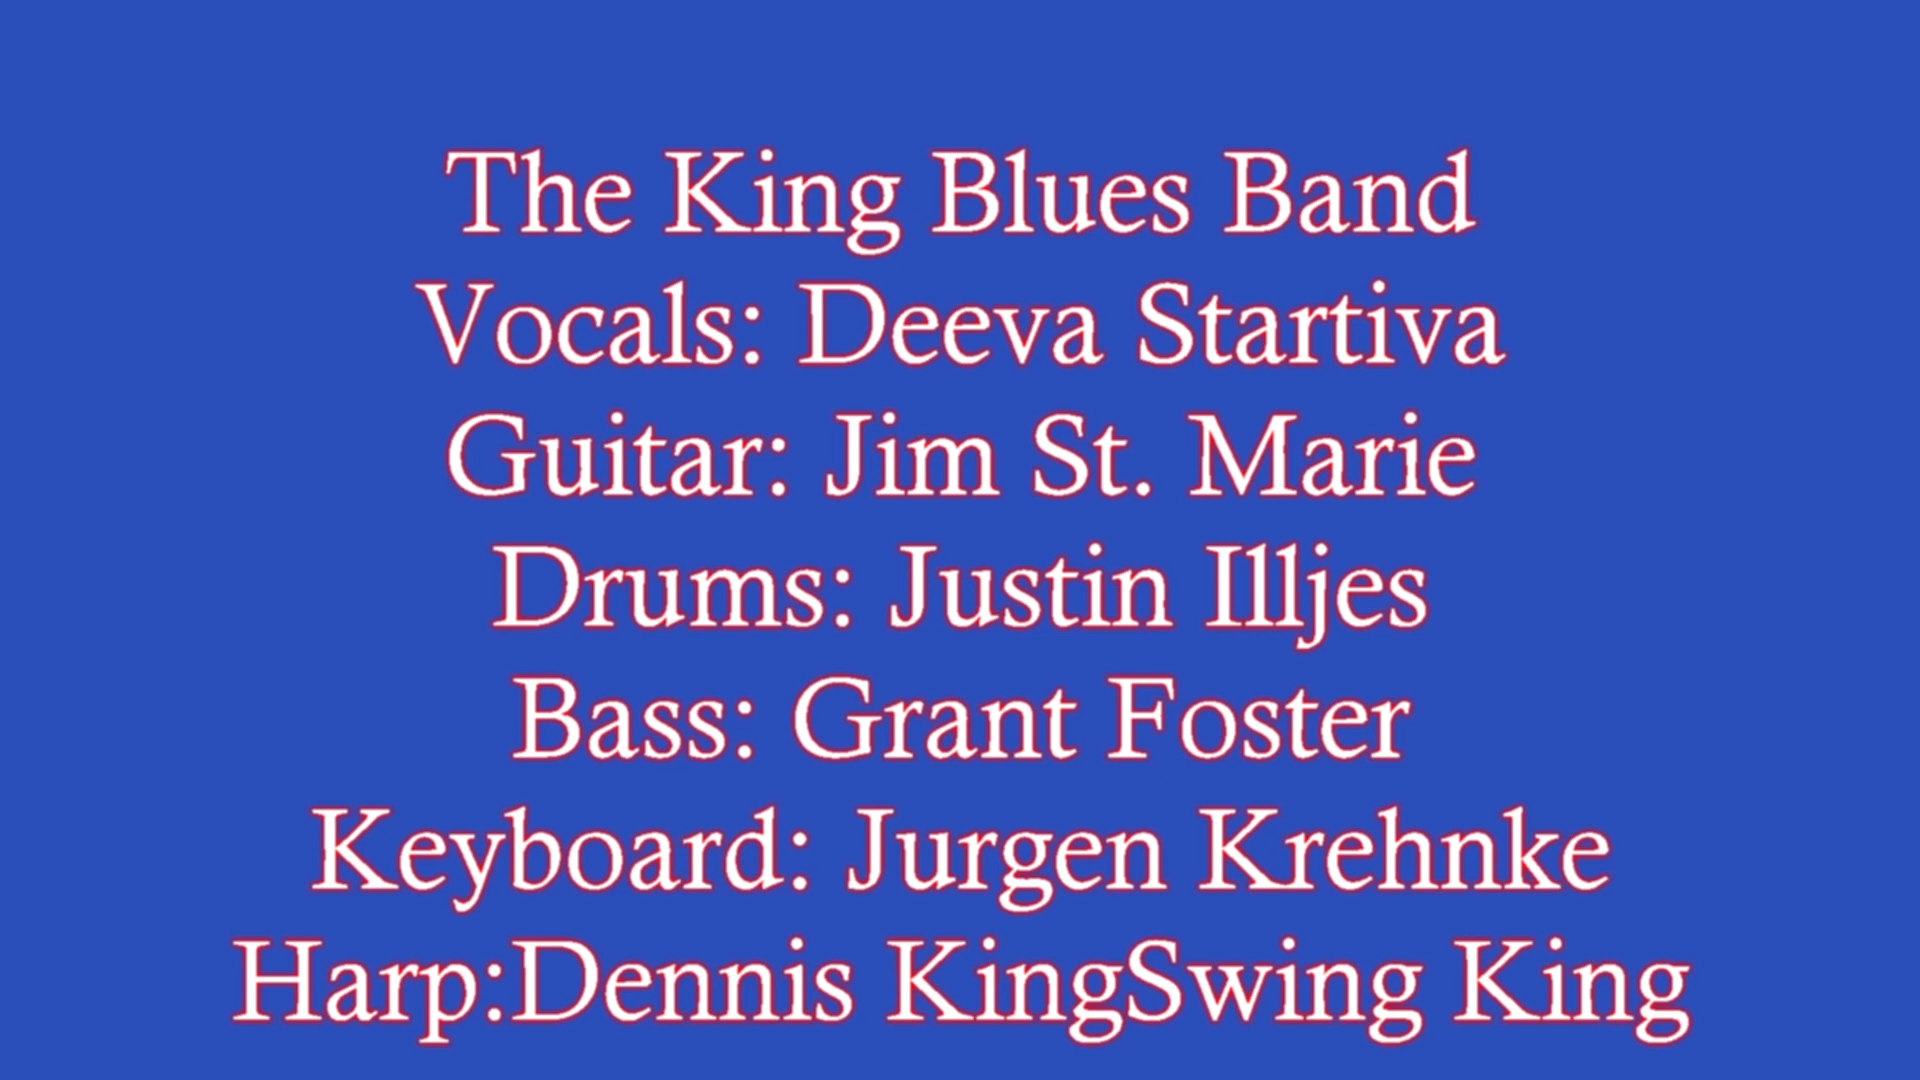 The King Blues Band
Vocals: Deeva Startiva
Guitar: Jim St. Marie
Drums: Justin Illjes
Bass: Grant Foster
Keyboard: Jurgen Krehnke
Harp:Dennis KingSwing King